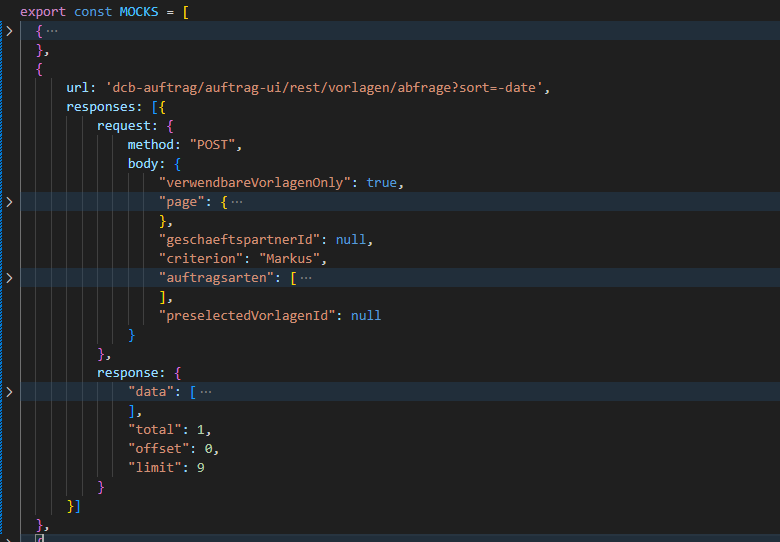 export const MOCKS = [
{ ...
},
{
url: 'dcb-auftrag/auftrag-ui/rest/vorlagen/abfrage?sort=-date',
responses: [{
request: {
method: "POST",
body: {
"verwendbareVorlagenOnly": true,
"page": { ...
},
"geschaeftspartnerId": null,
"criterion": "Markus",
"auftragsarten": [ ...
],
"preselectedVorlagenId": null
}
},
response: {
"data": [ ...
],
"total": 1,
"offset": 0,
"limit": 9
}
}]
},
{